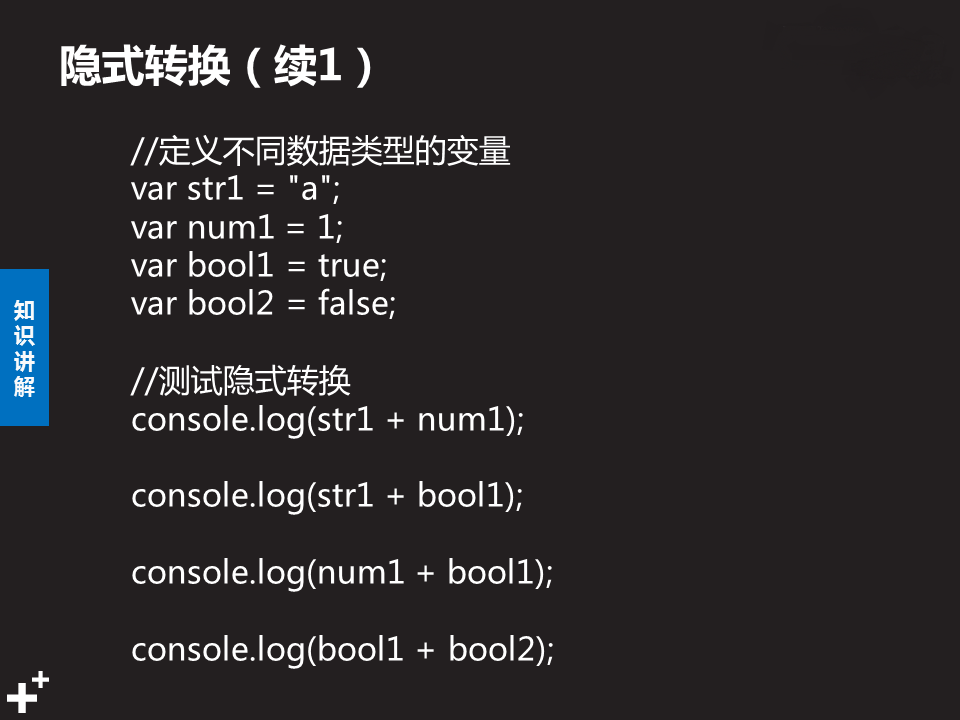 隐式转换（续1）
//定义不同数据类型的变量
var str1 = "a";
var num1 = 1;
var bool1 = true;
var bool2 = false;
知识讲解
//测试隐式转换
console.log(str1 + num1);
console.log(str1 + bool1);
console.log(num1 + bool1);
console.log(bool1 + bool2);